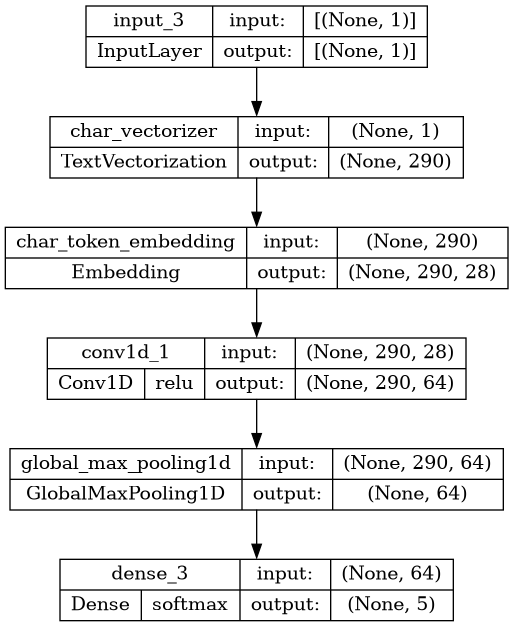 input_3 input: [(None, 1)]
InputLayer output: [(None, 1)]
char_vectorizer input: (None, 1)
TextVectorization output: (None, 290)
char_token_embedding input: (None, 290)
Embedding output: (None, 290, 28)
conv1d_1 input: (None, 290, 28)
Conv1D relu output: (None, 290, 64)
global_max_pooling1d input: (None, 290, 64)
GlobalMaxPooling1D output: (None, 64)
dense_3 input: (None, 64)
Dense softmax output: (None, 5)